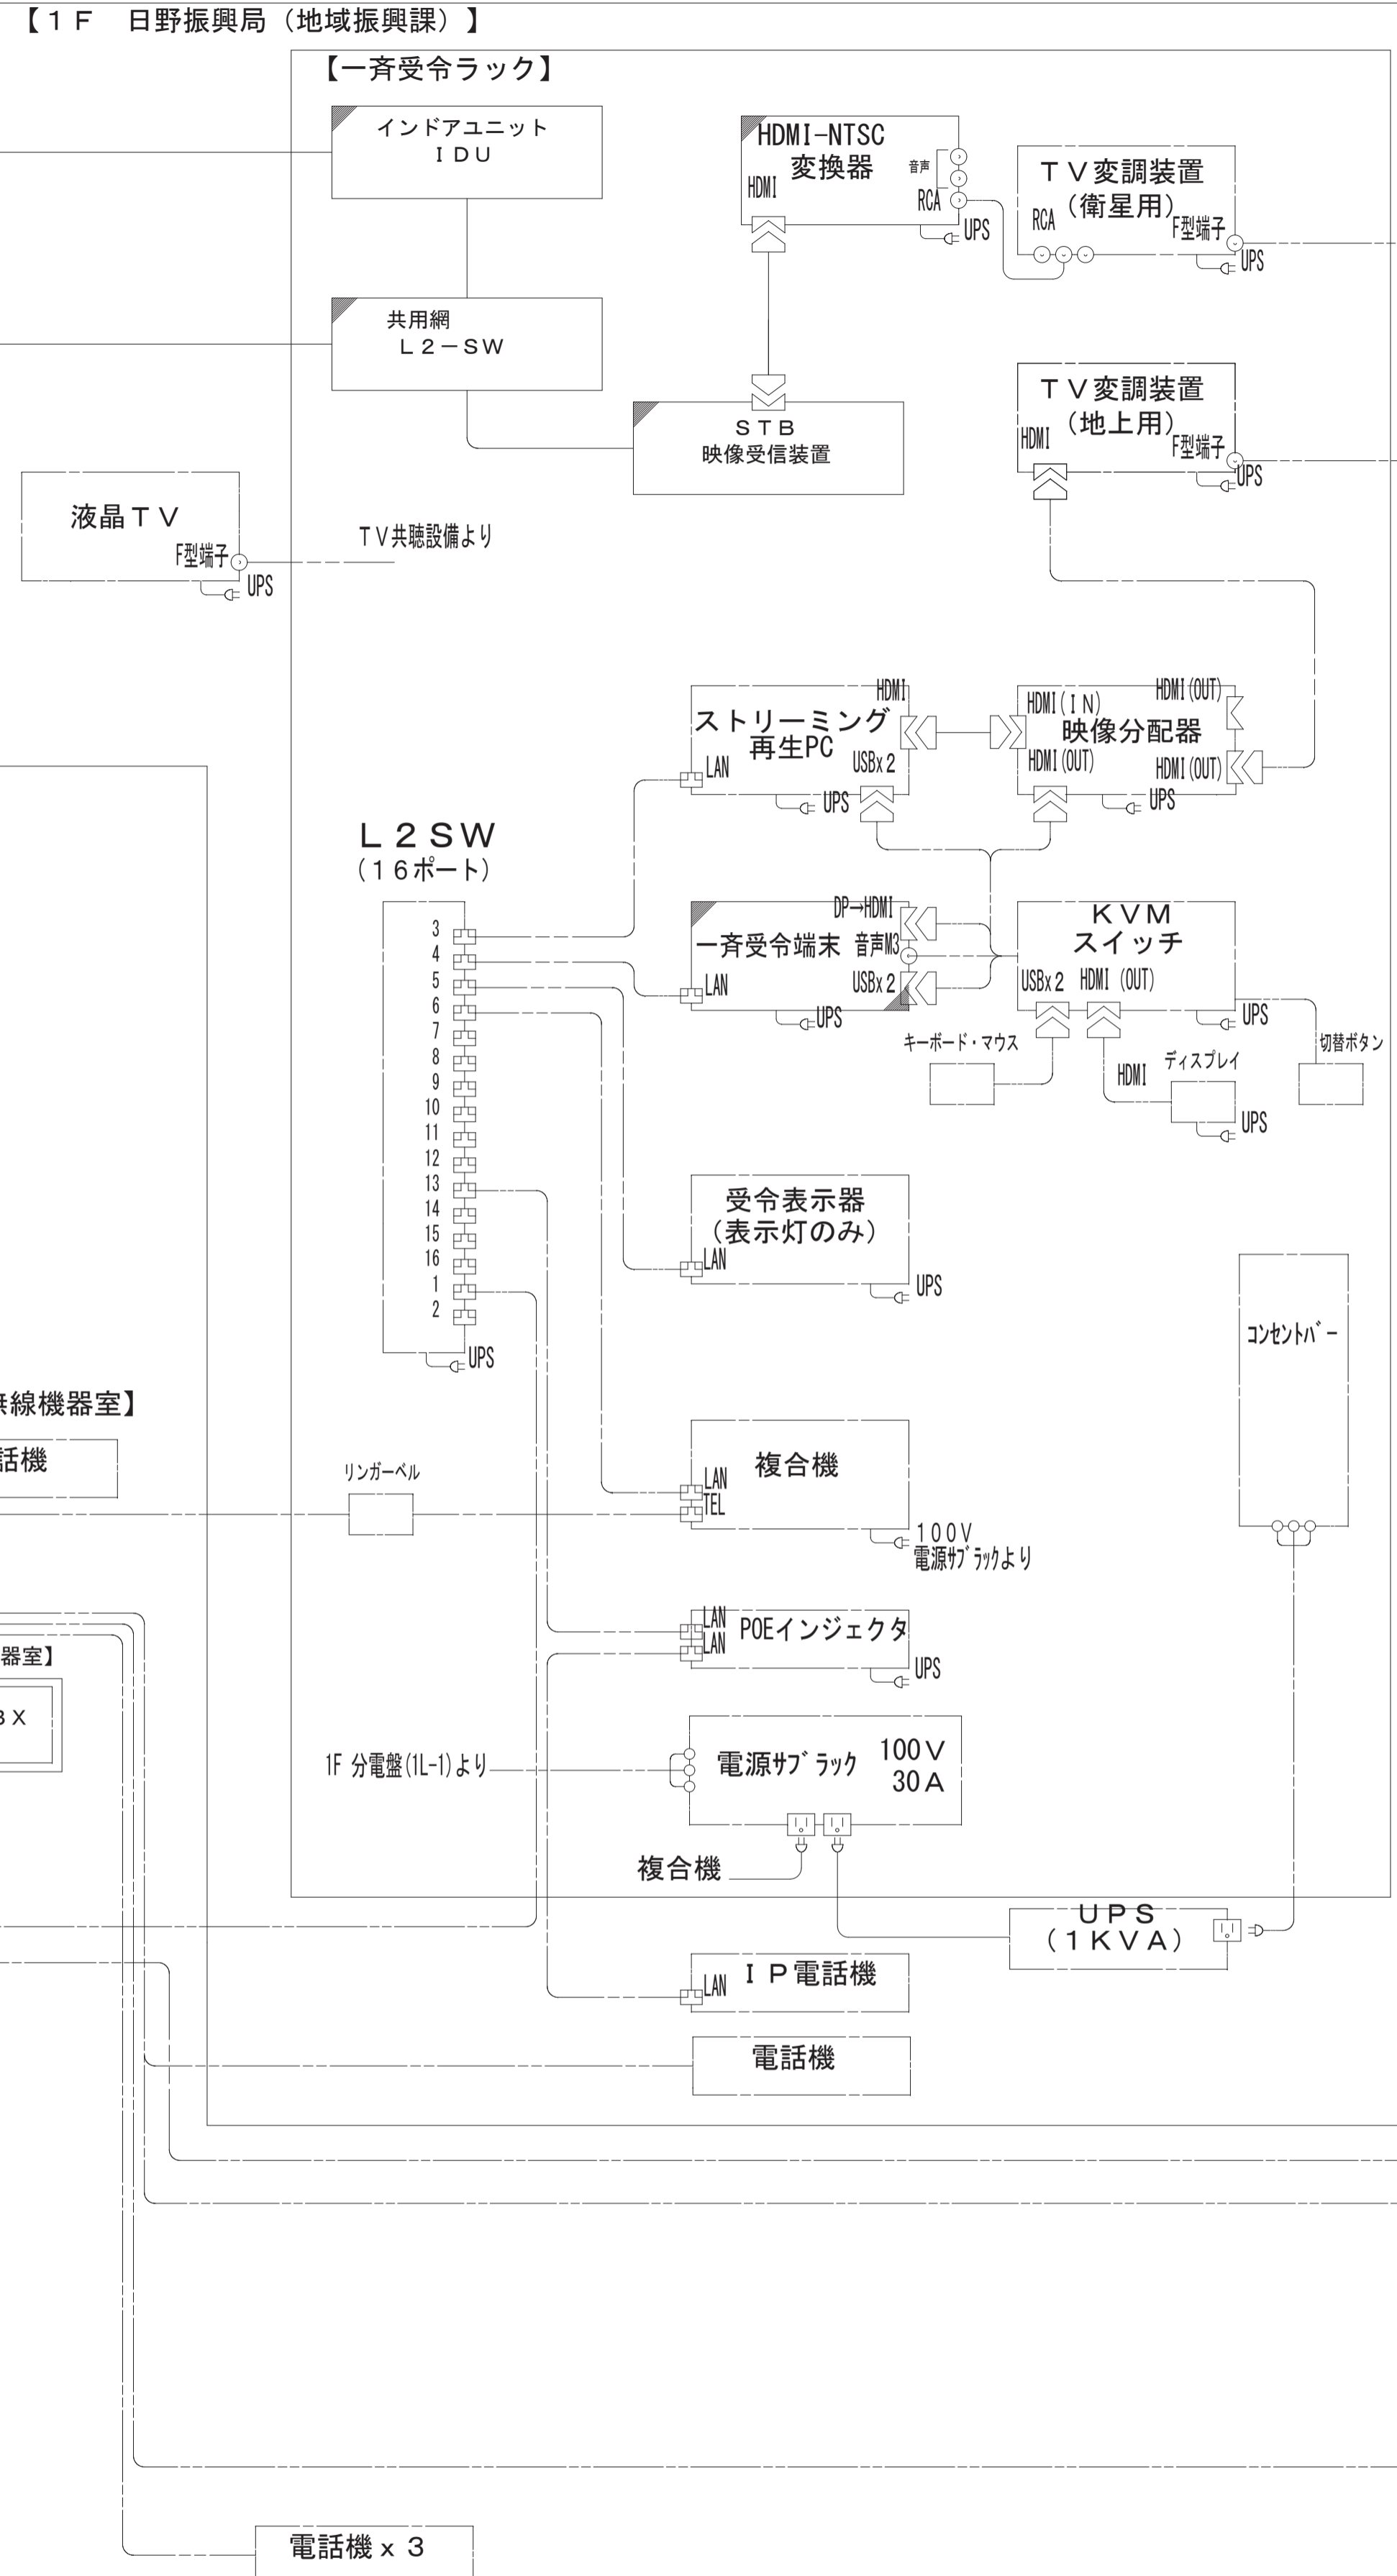 【1F　日野振興局（地域振興課）】
【一斉受令ラック】
インドアユニット
IDU
HDMI-NTSC
変換器
音声
HDMI
RCA
UPS
TV変調装置
（衛星用）
RCA
F型端子
UPS
共用網
L2-SW
STB
映像受信装置
TV変調装置
（地上用）
HDMI
F型端子
UPS
液晶TV
F型端子
UPS
TV共聴設備より
HDMI
ストリーミング
再生PC
USBx2
LAN
UPS
HDMI(IN)
HDMI(OUT)
映像分配器
HDMI(OUT)
HDMI(OUT)
UPS
L2SW
（16ポート）
3
4
5
6
7
8
9
10
11
12
13
14
15
16
1
2
UPS
DP→HDMI
一斉受令端末
音声M3
USBx2
LAN
UPS
KVM
スイッチ
USBx2
HDMI (OUT)
UPS
キーボード・マウス
HDMI
ディスプレイ
UPS
切替ボタン
受令表示器
（表示灯のみ）
LAN
UPS
コンセントバー
無線機器室】
話機
リンガーベル
複合機
LAN
TEL
100V
電源サブラックより
LAN
LAN
POEインジェクタ
UPS
器室】
BX
1F 分電盤(1L-1)より
電源サブラック
100V
30A
複合機
UPS
（1KVA）
IP電話機
LAN
電話機
電話機x3